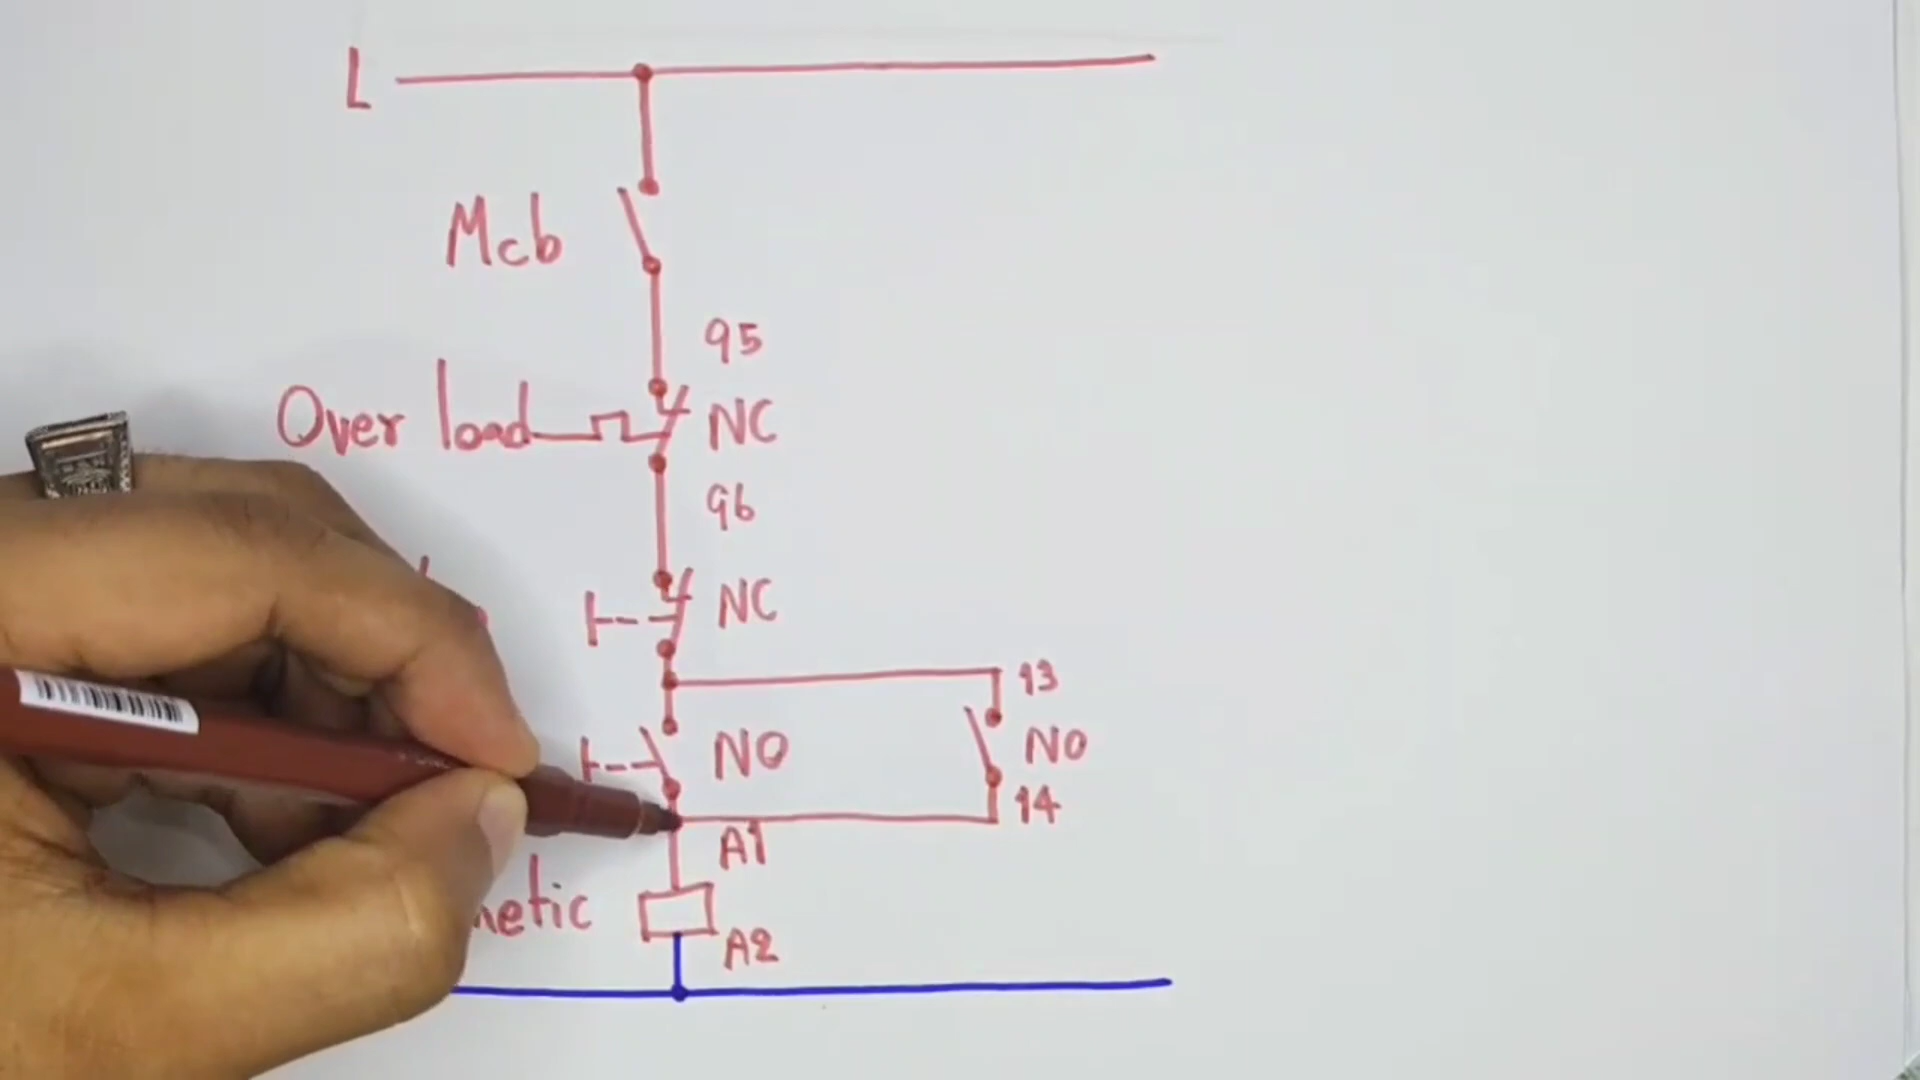 L
Mcb
95
Over load NC
96
NC
13
NO NO
14
A1
netic
A2